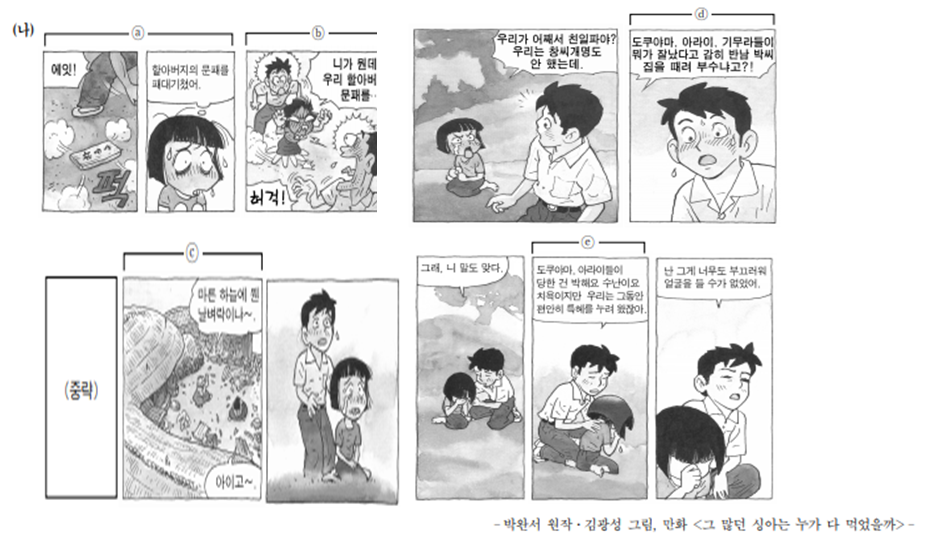 (나)
ⓐ
에잇!
퍽
할아버지의 문패를
패대기쳤어.
ⓑ
니가 뭔데
우리 할아버
문패를
허걱!
우리가 어째서 친일파야?
우리는 창씨개명도
안 했는데.
ⓓ
도쿠야마, 아라이, 기무라들이
뭐가 잘났다고 감히 반남 박씨
집을 때려 부수냐고?!
(중략)
ⓒ
마른 하늘에 뭔
날벼락이나~.
아이고~.
그래, 니 말도 맞다.
ⓔ
도쿠야마, 아라이들이
당한 건 박해요 수난이요
치욕이지만 우리는 그동안
편안히 특혜를 누려 왔잖아.
난 그게 너무도 부끄러워
얼굴을 들 수가 없었어.
- 박완서 원작·김광성 그림, 만화 <그 많던 싱아는 누가 다 먹었을까> -